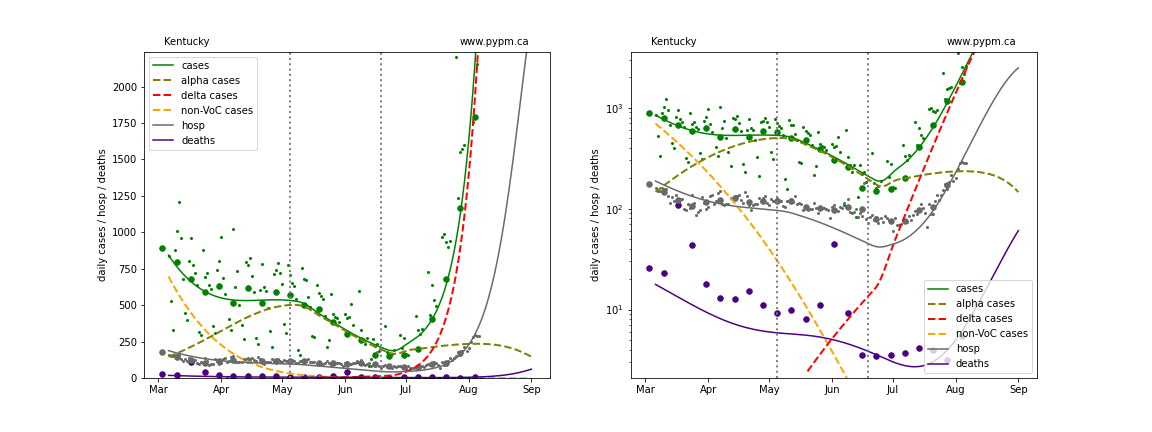 Kentucky www.pypm.ca
cases
alpha cases
delta cases
non-VoC cases
hosp
deaths
daily cases / hosp / deaths
2000
1750
1500
1250
1000
750
500
250
0
Mar Apr May Jun Jul Aug Sep
Kentucky www.pypm.ca
daily cases / hosp / deaths
10³
10²
10¹
cases
alpha cases
delta cases
non-VoC cases
hosp
deaths
Mar Apr May Jun Jul Aug Sep